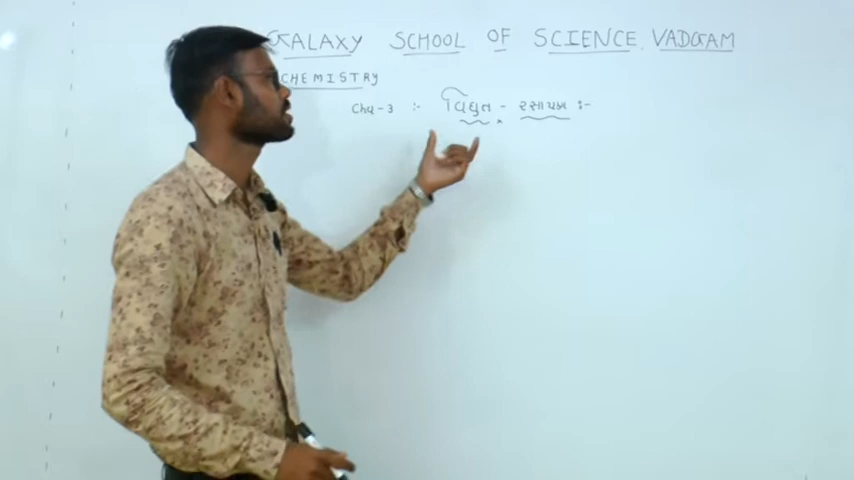 GALAXY SCHOOL OF SCIENCE, VADGAM
CHEMISTRY
Ch-3 :- વિદ્યુત - રસાયણ :-